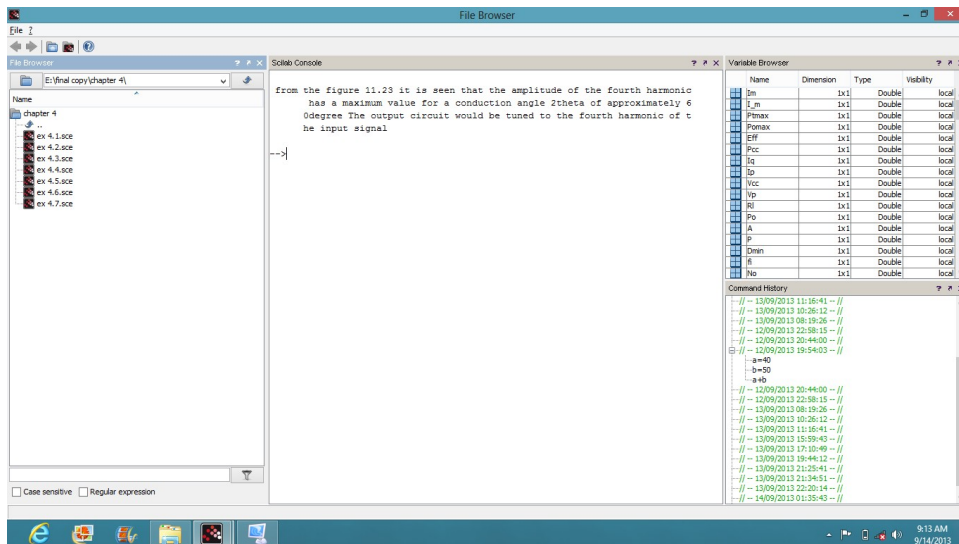 File Browser
File ?
File Browser
E:\final copy\chapter 4\
Name
chapter 4
..
ex 4.1.sce
ex 4.2.sce
ex 4.3.sce
ex 4.4.sce
ex 4.5.sce
ex 4.6.sce
ex 4.7.sce
Case sensitive Regular expression
Scilab Console
from the figure 11.23 it is seen that the amplitude of the fourth harmonic
has a maximum value for a conduction angle 2theta of approximately 6
0degree The output circuit would be tuned to the fourth harmonic of t
he input signal
-->
Variable Browser
Name Dimension Type Visibility
Im 1x1 Double local
I_m 1x1 Double local
Ptmax 1x1 Double local
Pomax 1x1 Double local
Eff 1x1 Double local
Pcc 1x1 Double local
Iq 1x1 Double local
Ip 1x1 Double local
Vcc 1x1 Double local
Vp 1x1 Double local
Rl 1x1 Double local
Po 1x1 Double local
A 1x1 Double local
P 1x1 Double local
Dmin 1x1 Double local
fi 1x1 Double local
No 1x1 Double local
Command History
// -- 13/09/2013 11:16:41 -- //
// -- 13/09/2013 10:26:12 -- //
// -- 13/09/2013 08:19:26 -- //
// -- 12/09/2013 22:58:15 -- //
// -- 12/09/2013 20:44:00 -- //
// -- 12/09/2013 19:54:03 -- //
a=40
b=50
a+b
// -- 12/09/2013 20:44:00 -- //
// -- 12/09/2013 22:58:15 -- //
// -- 13/09/2013 08:19:26 -- //
// -- 13/09/2013 10:26:12 -- //
// -- 13/09/2013 11:16:41 -- //
// -- 13/09/2013 15:59:43 -- //
// -- 13/09/2013 17:10:49 -- //
// -- 13/09/2013 19:44:12 -- //
// -- 13/09/2013 21:25:41 -- //
// -- 13/09/2013 21:34:51 -- //
// -- 13/09/2013 22:20:14 -- //
// -- 14/09/2013 01:35:43 -- //
9:13 AM
9/14/2013